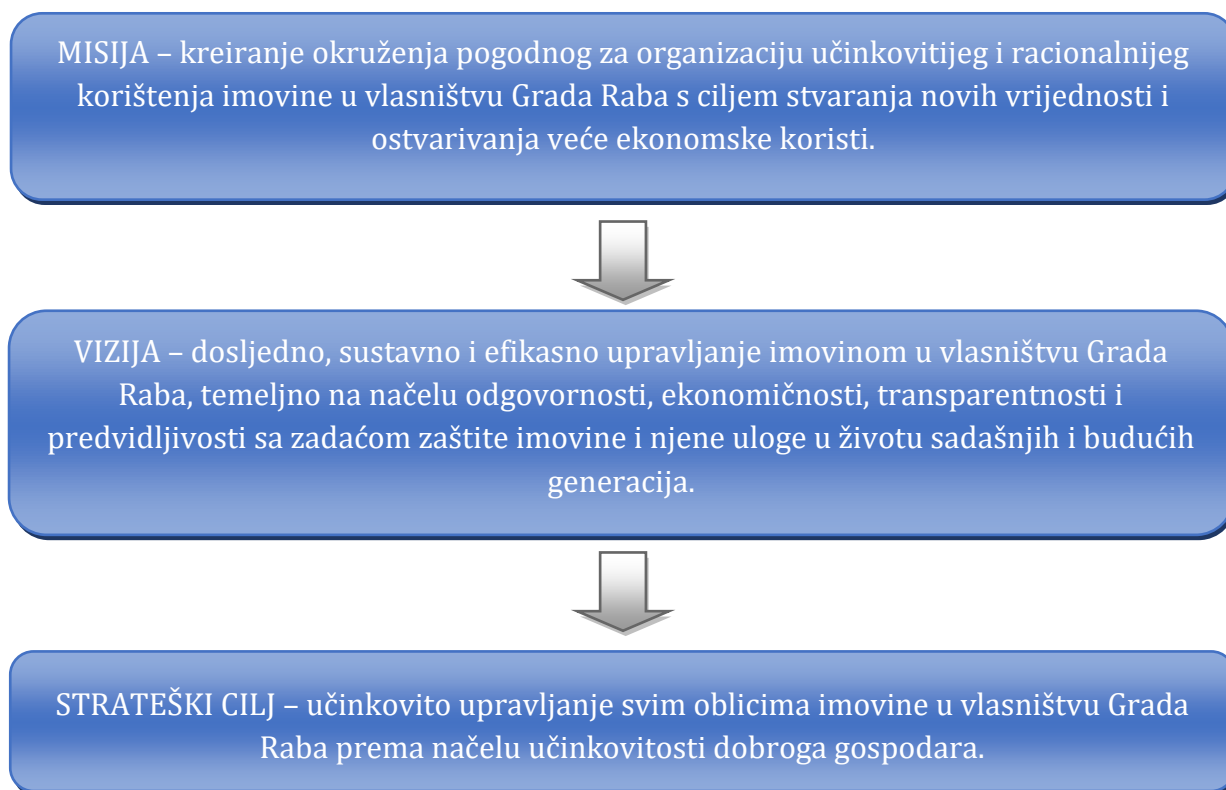 MISIJA – kreiranje okruženja pogodnog za organizaciju učinkovitijeg i racionalnijeg
korištenja imovine u vlasništvu Grada Raba s ciljem stvaranja novih vrijednosti i
ostvarivanja veće ekonomske koristi.
VIZIJA – dosljedno, sustavno i efikasno upravljanje imovinom u vlasništvu Grada
Raba, temeljno na načelu odgovornosti, ekonomičnosti, transparentnosti i
predvidljivosti sa zadaćom zaštite imovine i njene uloge u životu sadašnjih i budućih
generacija.
STRATEŠKI CILJ – učinkovito upravljanje svim oblicima imovine u vlasništvu Grada
Raba prema načelu učinkovitosti dobroga gospodara.